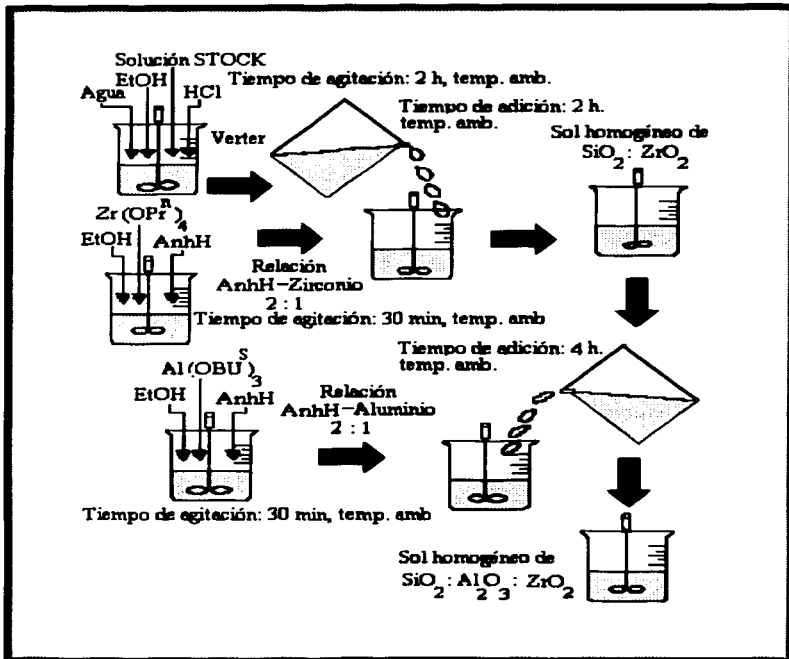 Solución STOCK
EtOH
Agua
HCl
Tiempo de agitación: 2 h, temp. amb.
Verter
Tiempo de adición: 2 h.
temp. amb.
Sol homogéneo de
SiO2 : ZrO2
Zr(OPr^n)4
EtOH
AnhH
Relación
AnhH-Zirconio
2 : 1
Tiempo de agitación: 30 min, temp. amb
Tiempo de adición: 4 h.
temp. amb.
Al(OBU^S)3
EtOH
AnhH
Relación
AnhH-Aluminio
2 : 1
Tiempo de agitación: 30 min, temp. amb
Sol homogéneo de
SiO2 : Al2O3 : ZrO2